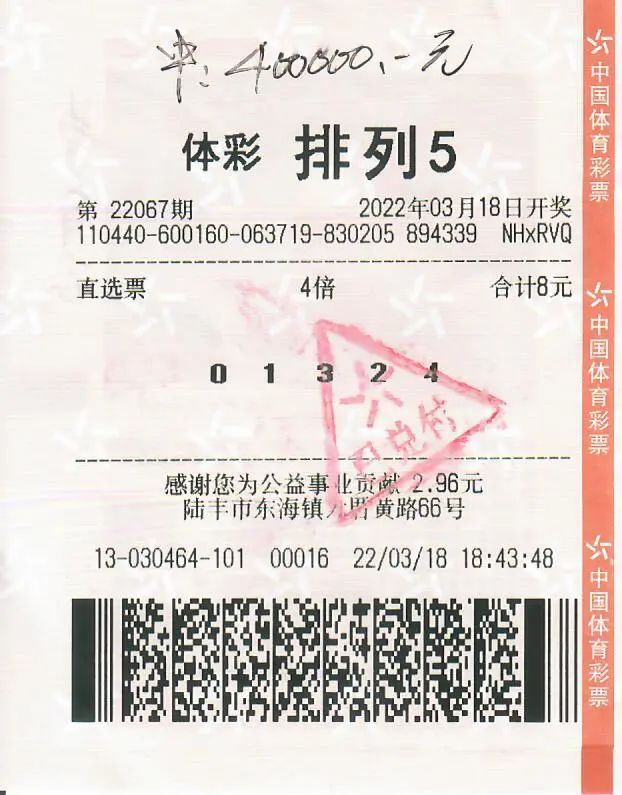 中:400000.-元
体彩 排列5
第 22067期 2022年03月18日开奖
110440-600160-063719-830205 894339 NHxRVQ
直选票 4倍 合计8元
0 1 3 2 4
已兑付
感谢您为公益事业贡献 2.96元
陆丰市东海镇六甲黄路66号
13-030464-101 00016 22/03/18 18:43:48
中国体育彩票
中国体育彩票
中国体育彩票